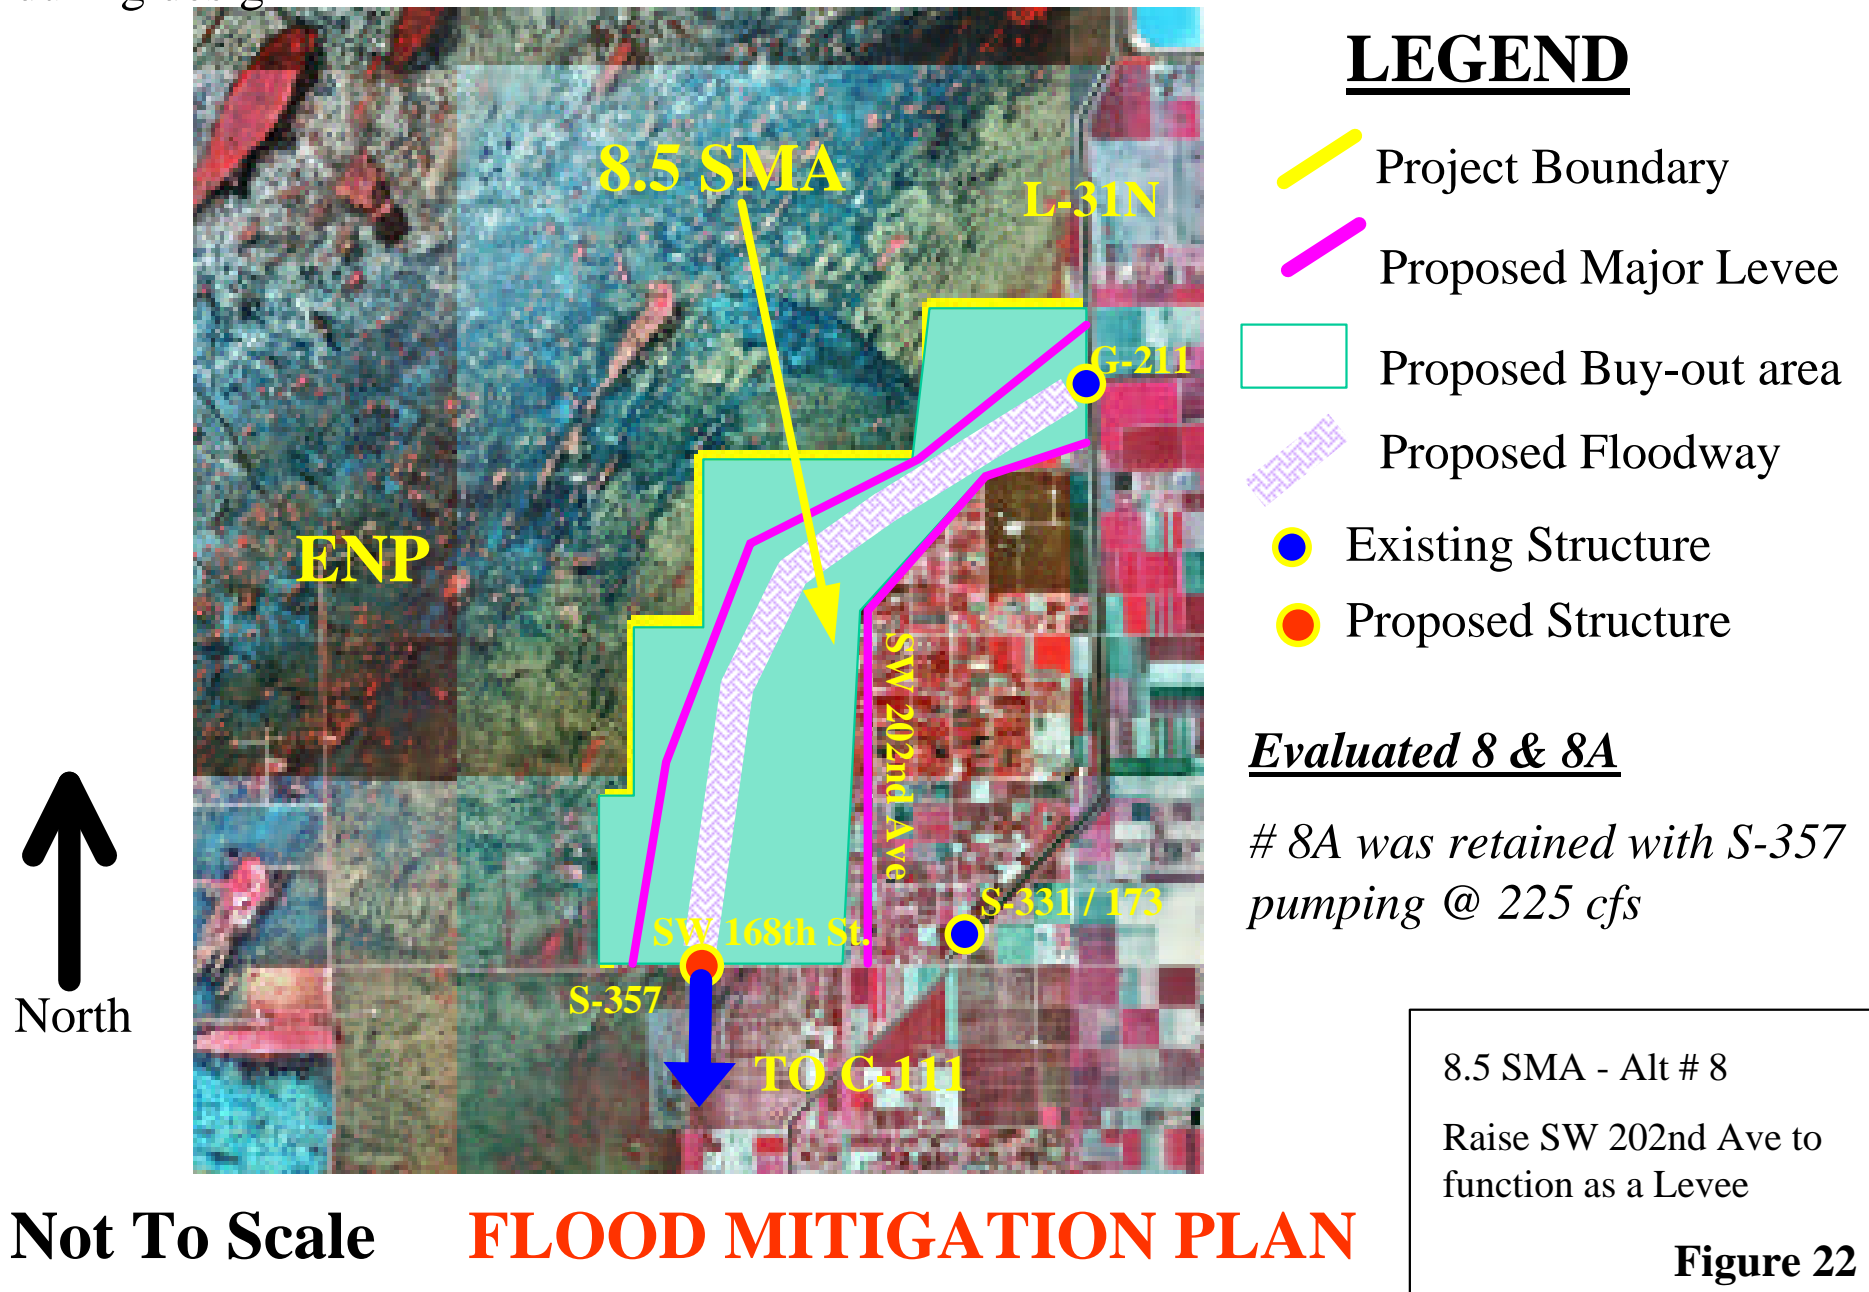 LEGEND
Project Boundary
Proposed Major Levee
Proposed Buy-out area
Proposed Floodway
Existing Structure
Proposed Structure
8.5 SMA
L-31N
G-211
ENP
SW 202nd Ave
S-331 / 173
SW 168th St.
S-357
TO C-111
North
Evaluated 8 & 8A
# 8A was retained with S-357
pumping @ 225 cfs
8.5 SMA - Alt # 8
Raise SW 202nd Ave to
function as a Levee
Figure 22
Not To Scale
FLOOD MITIGATION PLAN